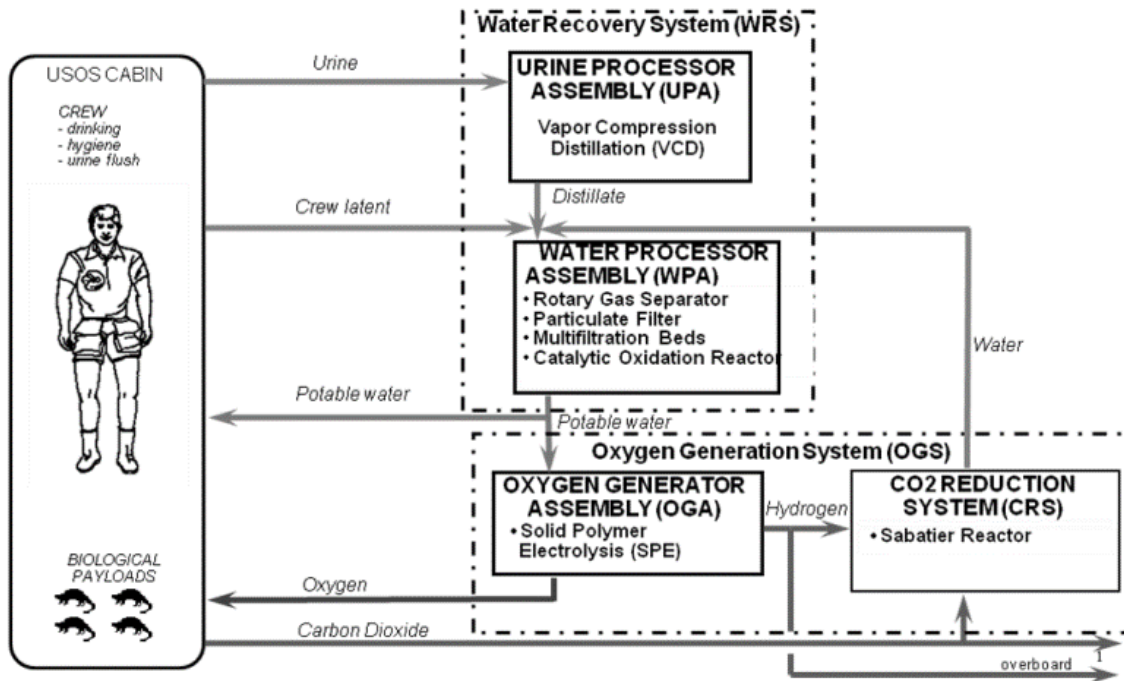 Water Recovery System (WRS)
USOS CABIN
CREW
- drinking
- hygiene
- urine flush
Urine
URINE PROCESSOR
ASSEMBLY (UPA)
Vapor Compression
Distillation (VCD)
Distillate
Crew latent
WATER PROCESSOR
ASSEMBLY (WPA)
• Rotary Gas Separator
• Particulate Filter
• Multifiltration Beds
• Catalytic Oxidation Reactor
Water
Potable water
Potable water
Oxygen Generation System (OGS)
OXYGEN GENERATOR
ASSEMBLY (OGA)
• Solid Polymer
Electrolysis (SPE)
Hydrogen
CO2 REDUCTION
SYSTEM (CRS)
• Sabatier Reactor
BIOLOGICAL
PAYLOADS
Oxygen
Carbon Dioxide
1
overboard